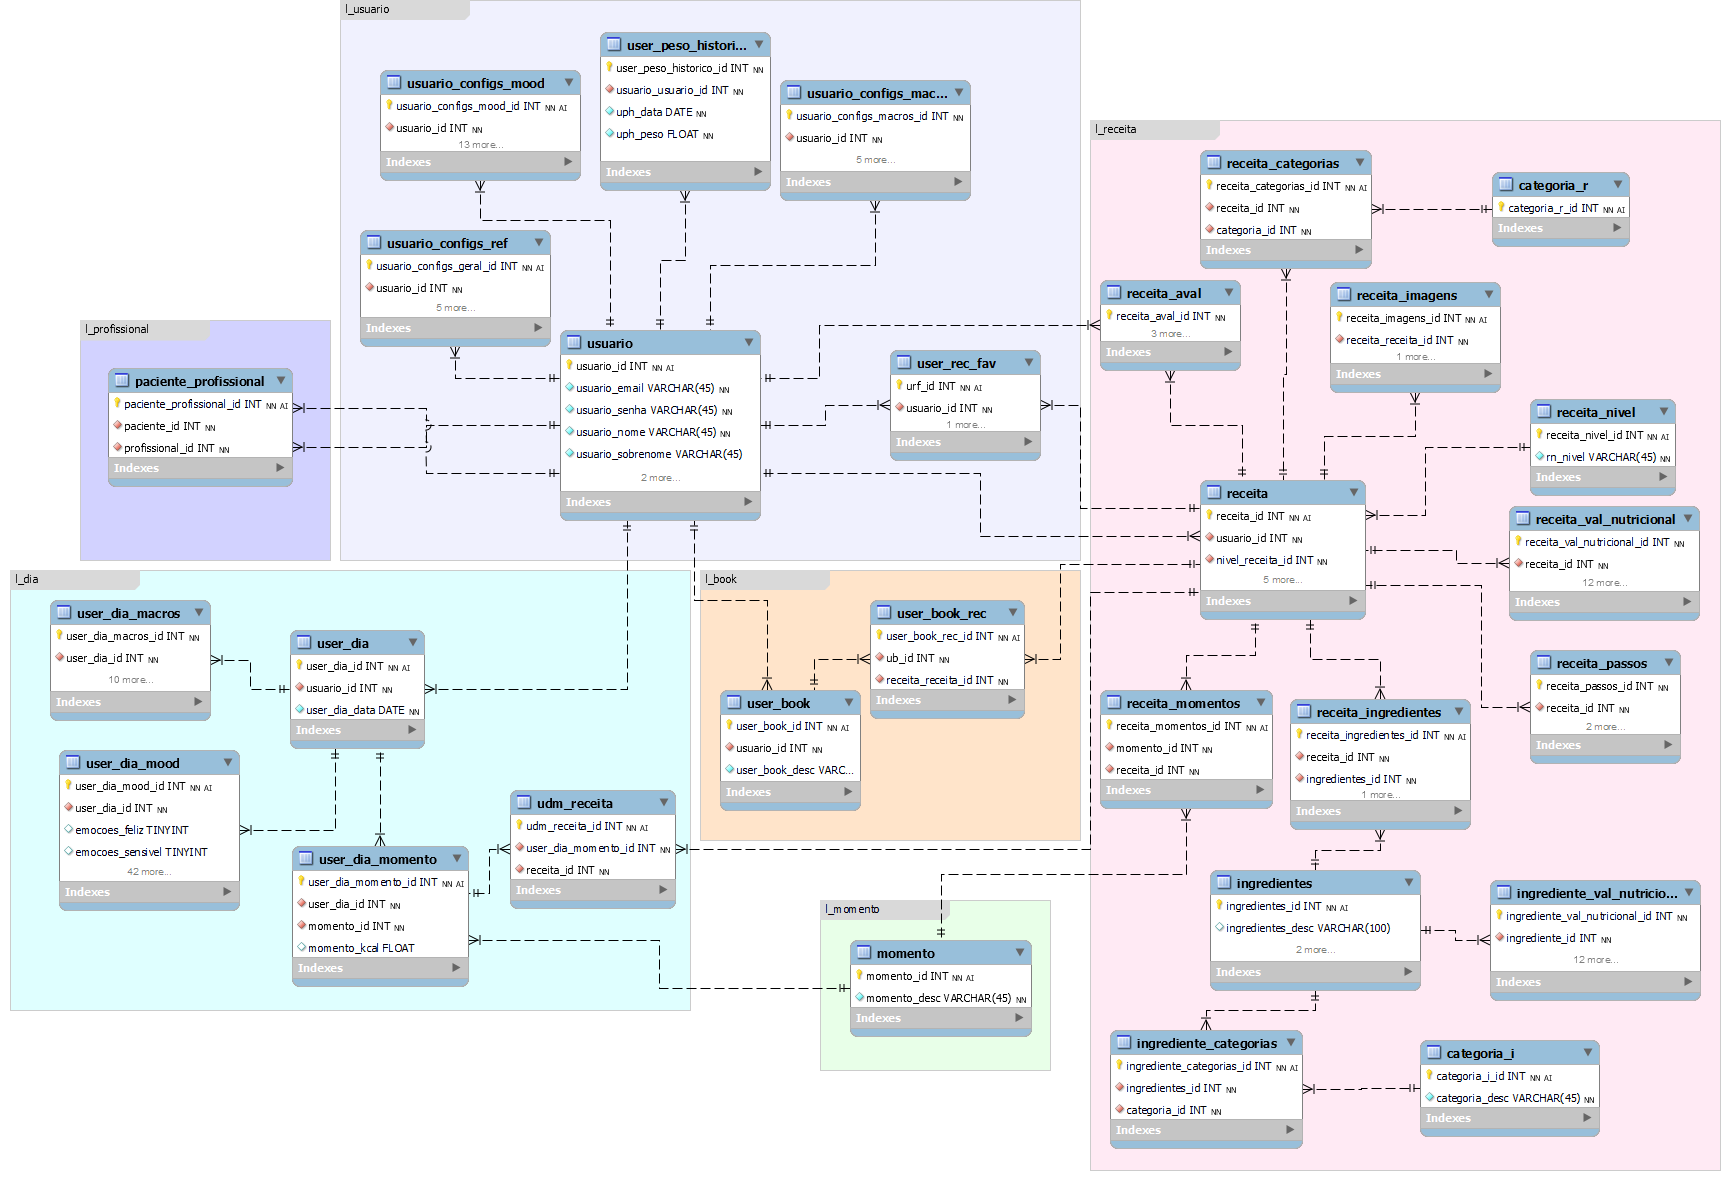 l_usuario
usuario_configs_mood
usuario_configs_mood_id INT NN AI
usuario_id INT NN
13 more...
Indexes
user_peso_histori...
user_peso_historico_id INT NN
usuario_usuario_id INT NN
uph_data DATE NN
uph_peso FLOAT NN
Indexes
usuario_configs_mac...
usuario_configs_macros_id INT NN
usuario_id INT NN
5 more...
Indexes
usuario_configs_ref
usuario_configs_geral_id INT NN AI
usuario_id INT NN
5 more...
Indexes
usuario
usuario_id INT NN AI
usuario_email VARCHAR(45) NN
usuario_senha VARCHAR(45) NN
usuario_nome VARCHAR(45) NN
usuario_sobrenome VARCHAR(45)
2 more...
Indexes
user_rec_fav
urf_id INT NN AI
usuario_id INT NN
1 more...
Indexes
l_profissional
paciente_profissional
paciente_profissional_id INT NN AI
paciente_id INT NN
profissional_id INT NN
Indexes
l_receita
receita_categorias
receita_categorias_id INT NN AI
receita_id INT NN
categoria_id INT NN
Indexes
categoria_r
categoria_r_id INT NN AI
Indexes
receita_aval
receita_aval_id INT NN
3 more...
Indexes
receita_imagens
receita_imagens_id INT NN AI
receita_receita_id INT NN
1 more...
Indexes
receita_nivel
receita_nivel_id INT NN AI
rn_nivel VARCHAR(45) NN
Indexes
receita
receita_id INT NN AI
usuario_id INT NN
nivel_receita_id INT NN
5 more...
Indexes
receita_val_nutricional
receita_val_nutricional_id INT NN
receita_id INT NN
12 more...
Indexes
receita_passos
receita_passos_id INT NN
receita_id INT NN
2 more...
Indexes
receita_momentos
receita_momentos_id INT NN AI
momento_id INT NN
receita_id INT NN
Indexes
receita_ingredientes
receita_ingredientes_id INT NN AI
receita_id INT NN
ingredientes_id INT NN
1 more...
Indexes
ingredientes
ingredientes_id INT NN AI
ingredientes_desc VARCHAR(100)
2 more...
Indexes
ingrediente_val_nutricio...
ingrediente_val_nutricional_id INT NN
ingrediente_id INT NN
12 more...
Indexes
ingrediente_categorias
ingrediente_categorias_id INT NN AI
ingredientes_id INT NN
categoria_id INT NN
Indexes
categoria_i
categoria_i_id INT NN AI
categoria_desc VARCHAR(45) NN
Indexes
l_dia
user_dia_macros
user_dia_macros_id INT NN
user_dia_id INT NN
10 more...
Indexes
user_dia
user_dia_id INT NN AI
usuario_id INT NN
user_dia_data DATE NN
Indexes
user_dia_mood
user_dia_mood_id INT NN AI
user_dia_id INT NN
emocoes_feliz TINYINT
emocoes_sensivel TINYINT
42 more...
Indexes
user_dia_momento
user_dia_momento_id INT NN AI
user_dia_id INT NN
momento_id INT NN
momento_kcal FLOAT
Indexes
udm_receita
udm_receita_id INT NN AI
user_dia_momento_id INT NN
receita_id INT NN
Indexes
l_book
user_book_rec
user_book_rec_id INT NN AI
ub_id INT NN
receita_receita_id INT NN
Indexes
user_book
user_book_id INT NN AI
usuario_id INT NN
user_book_desc VARC...
Indexes
l_momento
momento
momento_id INT NN AI
momento_desc VARCHAR(45) NN
Indexes